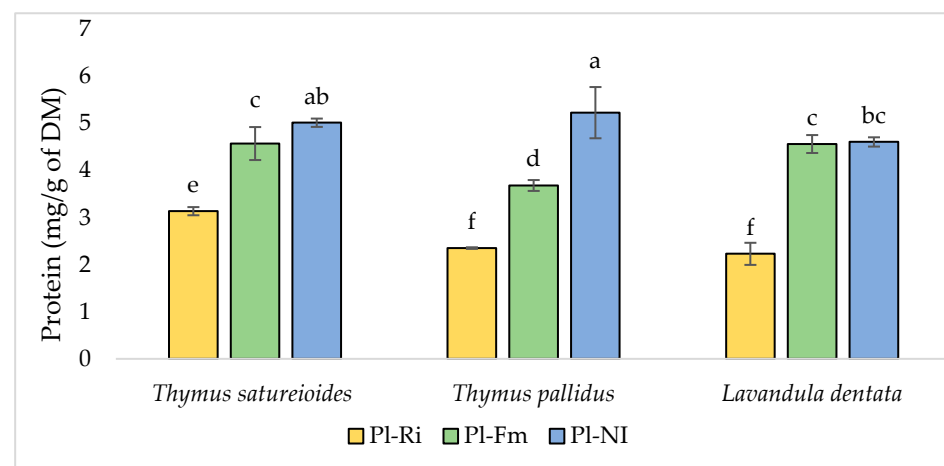 7
6
5
4
3
2
1
0
Protein (mg/g of DM)
e
c
ab
f
d
a
f
c
bc
Thymus satureioides
Thymus pallidus
Lavandula dentata
Pl-Ri
Pl-Fm
Pl-NI